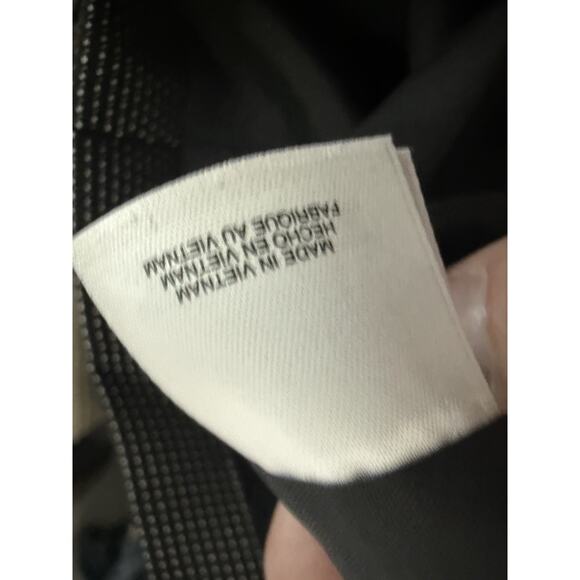 MADE IN VIETNAM
HECHO EN VIETNAM
FABRIQUE AU VIETNAM